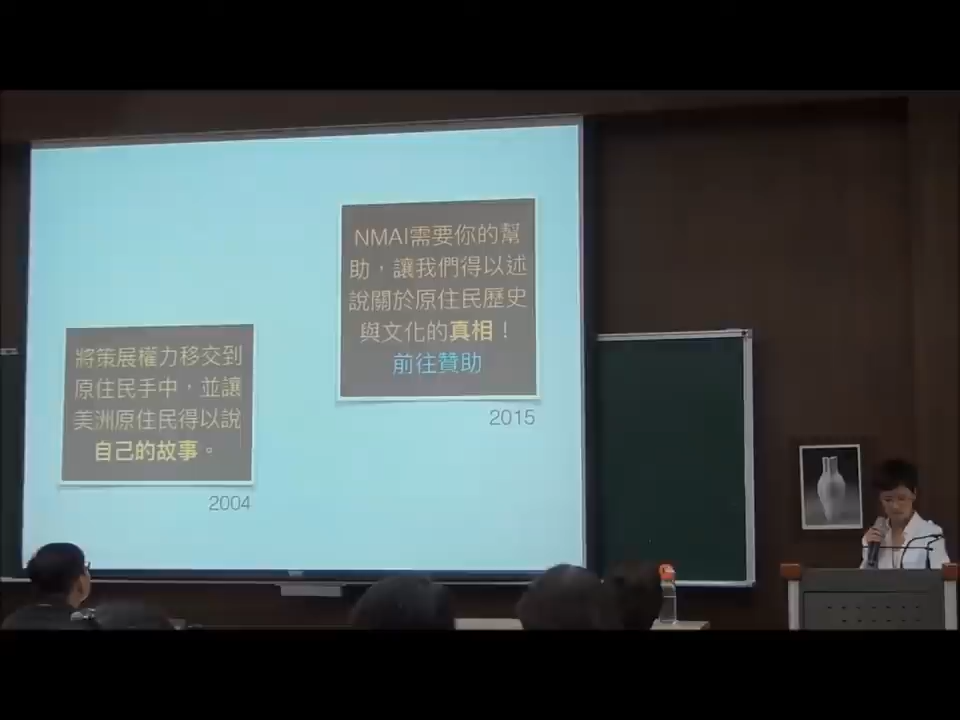 NMAI需要你的幫
助，讓我們得以述
說關於原住民歷史
與文化的真相！
前往贊助
2015
將策展權力移交到
原住民手中，並讓
美洲原住民得以說
自己的故事。
2004